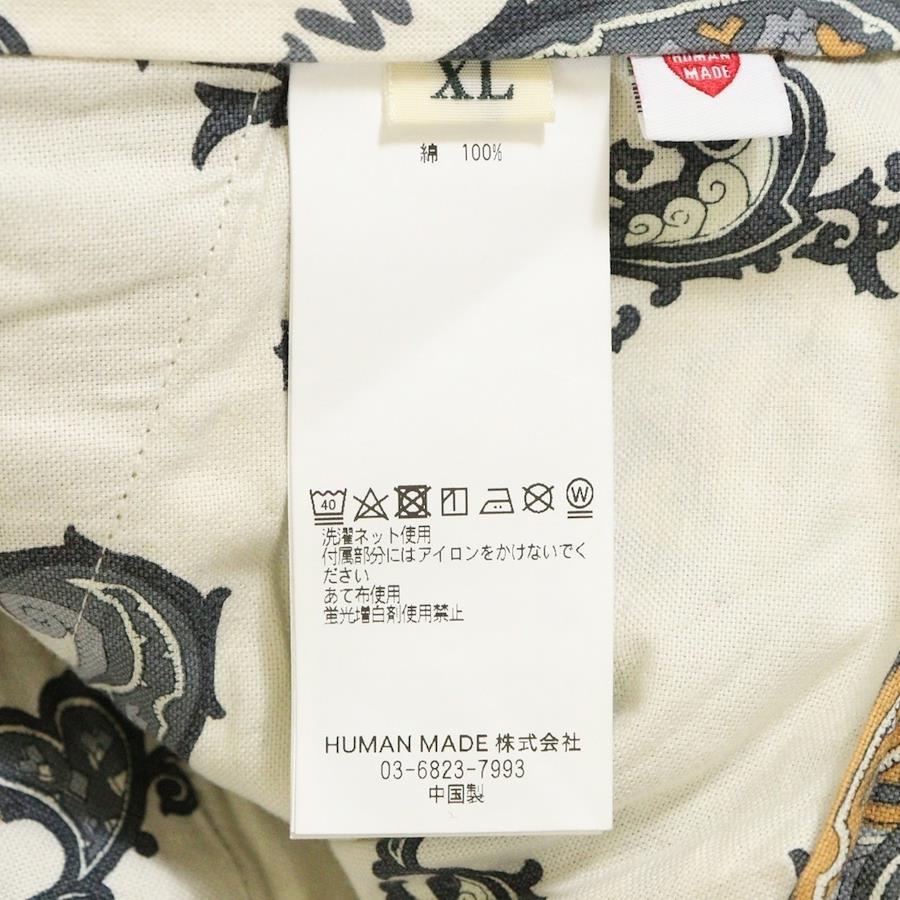 XL
HUMAN
MADE
綿 100%
40
W
洗濯ネット使用
付属部分にはアイロンをかけないでく
ださい
あて布使用
蛍光増白剤使用禁止
HUMAN MADE 株式会社
03-6823-7993
中国製